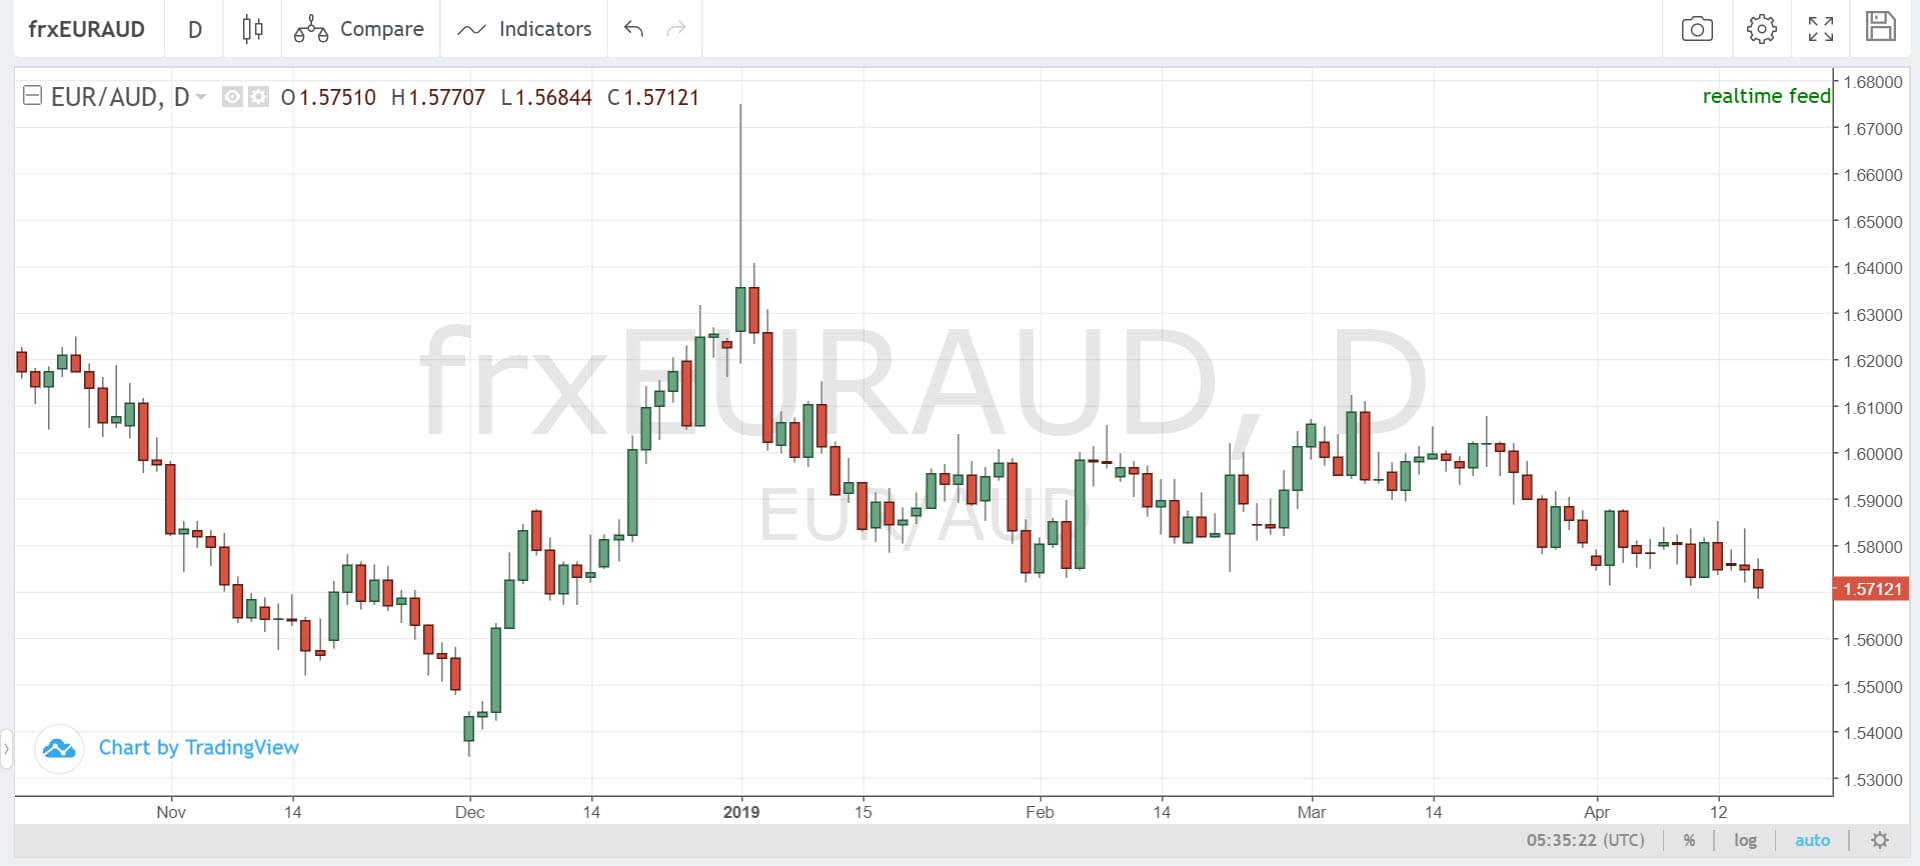 frxEURAUD D Compare Indicators
EUR/AUD, D O1.57510 H1.57707 L1.56844 C1.57121
realtime feed
1.68000
1.67000
1.66000
1.65000
1.64000
1.63000
1.62000
1.61000
1.60000
1.59000
1.58000
1.57121
1.56000
1.55000
1.54000
1.53000
frxEURAUD, D
EUR/AUD
Chart by TradingView
Nov 14 Dec 14 2019 15 Feb 14 Mar 14 Apr 12
05:35:22 (UTC) % log auto